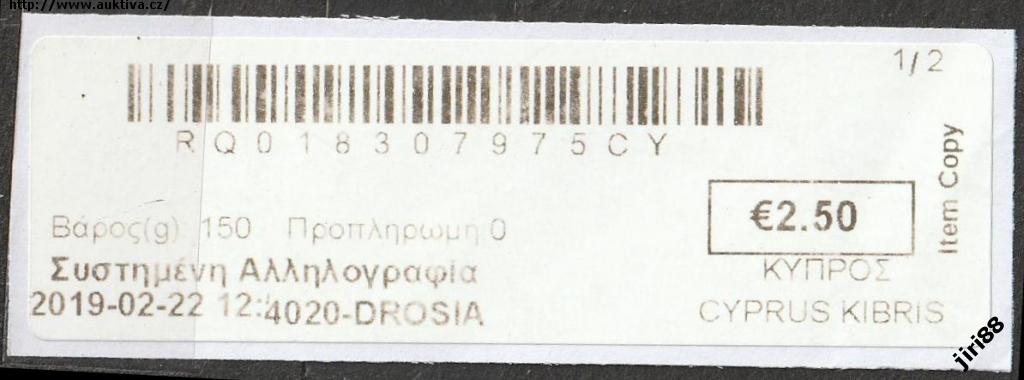 http://www.auktiva.cz/
1/2
RQ018307975CY
Item Copy
€2.50
Βάρος(g) 150 Προπληρωμή 0
Συστημένη Αλληλογραφία
ΚΥΠΡΟΣ
2019-02-22 12:4020-DROSIA
CYPRUS KIBRIS
jiri88